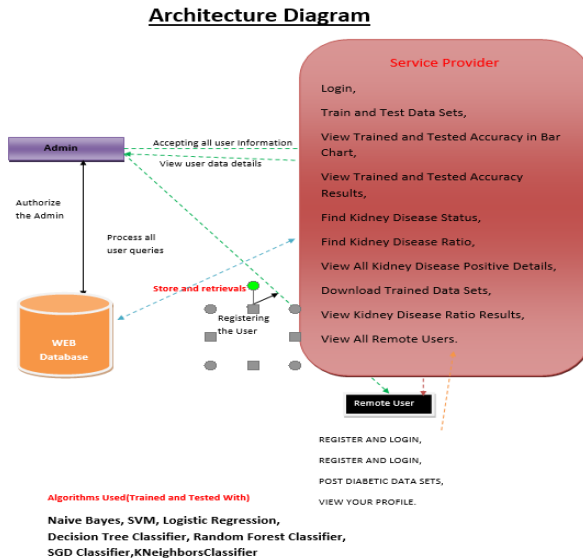 Architecture Diagram
Service Provider
Login,
Train and Test Data Sets,
View Trained and Tested Accuracy in Bar
Chart,
View Trained and Tested Accuracy
Results,
Find Kidney Disease Status,
Find Kidney Disease Ratio,
View All Kidney Disease Positive Details,
Download Trained Data Sets,
View Kidney Disease Ratio Results,
View All Remote Users.
Admin
Accepting all user Information
View user data details
Authorize
the Admin
Process all
user queries
Store and retrievals
Registering
the User
WEB
Database
Remote User
REGISTER AND LOGIN,
REGISTER AND LOGIN,
POST DIABETIC DATA SETS,
VIEW YOUR PROFILE.
Algorithms Used(Trained and Tested With)
Naive Bayes, SVM, Logistic Regression,
Decision Tree Classifier, Random Forest Classifier,
SGD Classifier,KNeighborsClassifier